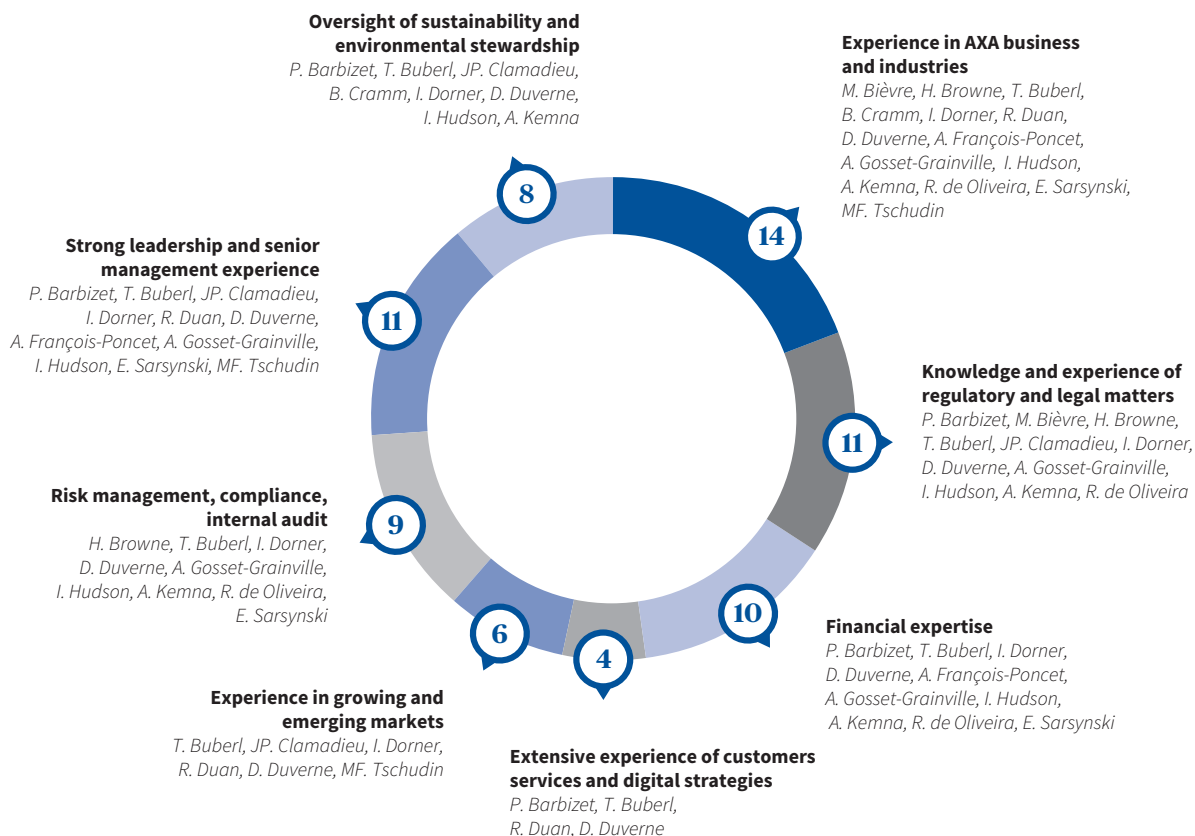 Oversight of sustainability and
environmental stewardship
P. Barbizet, T. Buberl, JP. Clamadieu,
B. Cramm, I. Dorner, D. Duverne,
I. Hudson, A. Kemna
8
Experience in AXA business
and industries
M. Bièvre, H. Browne, T. Buberl,
B. Cramm, I. Dorner, R. Duan,
D. Duverne, A. François-Poncet,
A. Gosset-Grainville, I. Hudson,
A. Kemna, R. de Oliveira, E. Sarsynski,
MF. Tschudin
14
Strong leadership and senior
management experience
P. Barbizet, T. Buberl, JP. Clamadieu,
I. Dorner, R. Duan, D. Duverne,
A. François-Poncet, A. Gosset-Grainville,
I. Hudson, E. Sarsynski, MF. Tschudin
11
Knowledge and experience of
regulatory and legal matters
P. Barbizet, M. Bièvre, H. Browne,
T. Buberl, JP. Clamadieu, I. Dorner,
D. Duverne, A. Gosset-Grainville,
I. Hudson, A. Kemna, R. de Oliveira
11
Risk management, compliance,
internal audit
H. Browne, T. Buberl, I. Dorner,
D. Duverne, A. Gosset-Grainville,
I. Hudson, A. Kemna, R. de Oliveira,
E. Sarsynski
9
Financial expertise
P. Barbizet, T. Buberl, I. Dorner,
D. Duverne, A. François-Poncet,
A. Gosset-Grainville, I. Hudson,
A. Kemna, R. de Oliveira, E. Sarsynski
10
Experience in growing and
emerging markets
T. Buberl, JP. Clamadieu, I. Dorner,
R. Duan, D. Duverne, MF. Tschudin
6
Extensive experience of customers
services and digital strategies
P. Barbizet, T. Buberl,
R. Duan, D. Duverne
4